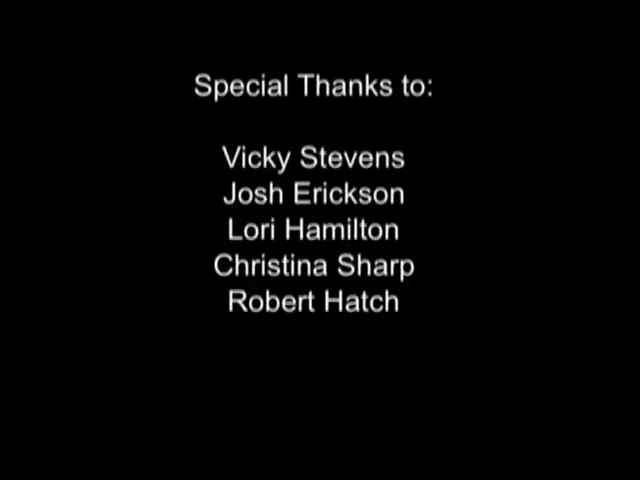 Special Thanks to:
Vicky Stevens
Josh Erickson
Lori Hamilton
Christina Sharp
Robert Hatch